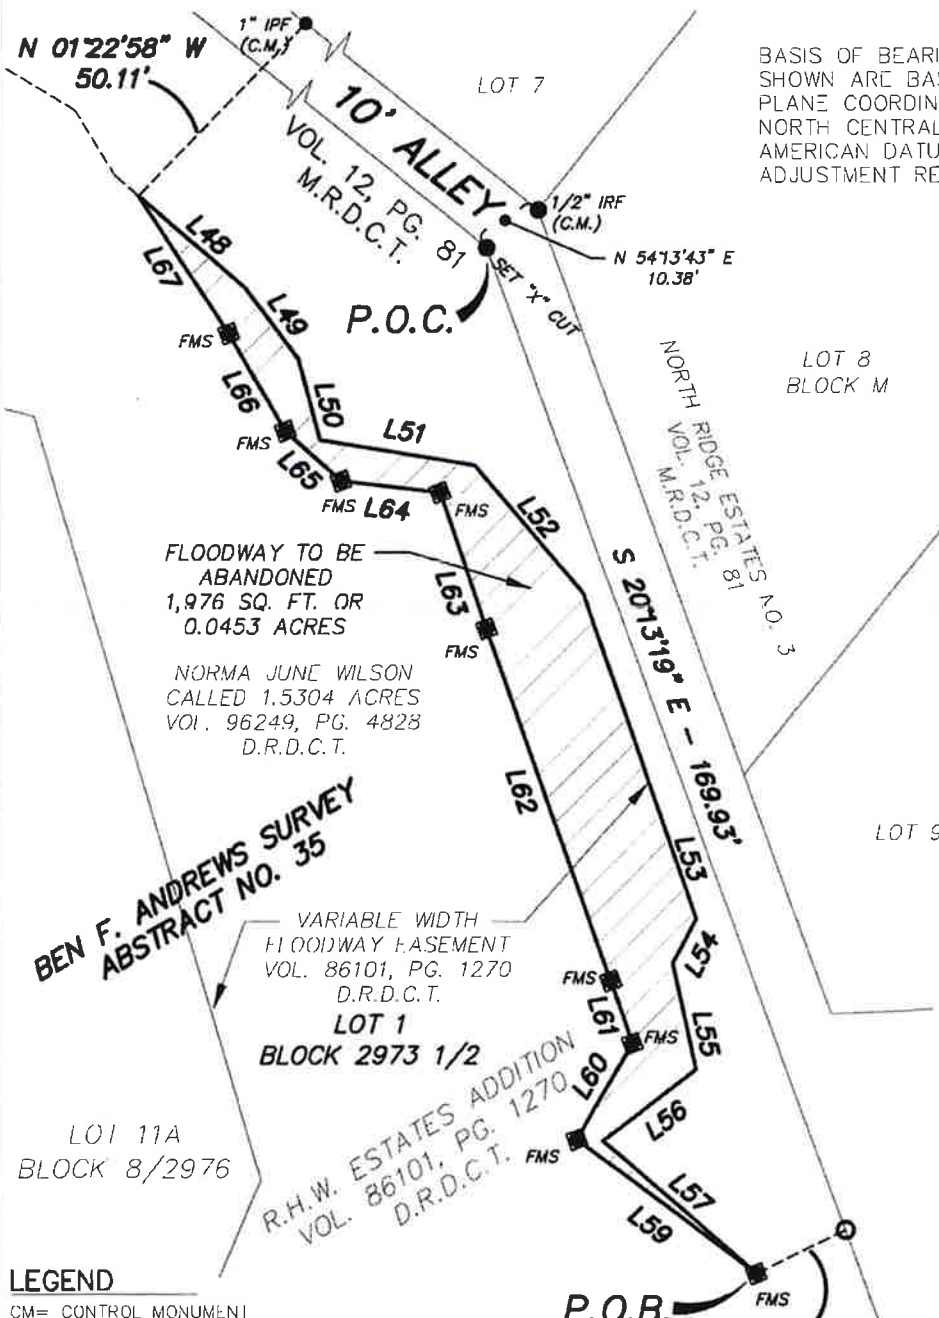 N 01°22'58" W
50.11'
1" IPF
(C.M.)
LOT 7
BASIS OF BEARI
SHOWN ARE BAS
PLANE COORDIN
NORTH CENTRAL
AMERICAN DATU
ADJUSTMENT RE
10' ALLEY
VOL. 12, PG. 81
M.R.D.C.T.
1/2" IRF
(C.M.)
N 54°13'43" E
10.38'
SET "X" CUT
P.O.C.
L48
L67
L49
FMS
L66
L50
FMS
L51
L65
FMS
L64
FMS
L52
LOT 8
BLOCK M
NORTH RIDGE ESTATES NO. 3
VOL. 12, PG. 81
M.R.D.C.T.
S 20°13'19" E - 169.93'
FLOODWAY TO BE
ABANDONED
1,976 SQ. FT. OR
0.0453 ACRES
L63
FMS
NORMA JUNE WILSON
CALLED 1.5304 ACRES
VOL. 96249, PG. 4828
D.R.D.C.T.
L62
BEN F. ANDREWS SURVEY
ABSTRACT NO. 35
LOT 9
L53
VARIABLE WIDTH
FLOODWAY EASEMENT
VOL. 86101, PG. 1270
D.R.D.C.T.
L54
FMS
LOT 1
BLOCK 2973 1/2
L61
FMS
L55
L60
R.H.W. ESTATES ADDITION
VOL. 86101, PG. 1270
D.R.D.C.T.
LOT 11A
BLOCK 8/2976
L56
FMS
L57
L59
LEGEND
CM= CONTROL MONUMENT
P.O.B.
FMS